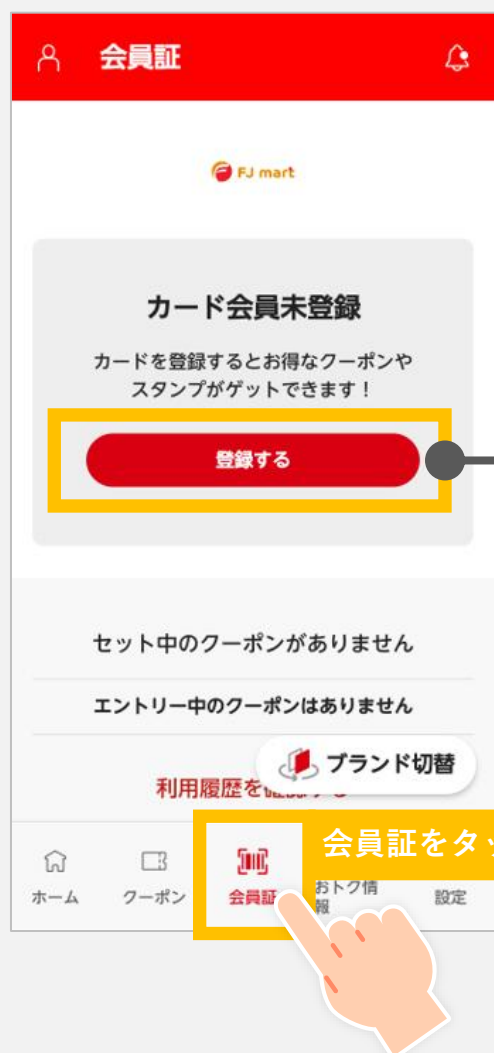 会員証
FJ mart
カード会員未登録
カードを登録するとお得なクーポンや
スタンプがゲットできます！
登録する
セット中のクーポンがありません
エントリー中のクーポンはありません
ブランド切替
利用履歴を
会員証をタッ
ホーム
クーポン
会員証
おトク情
報
設定